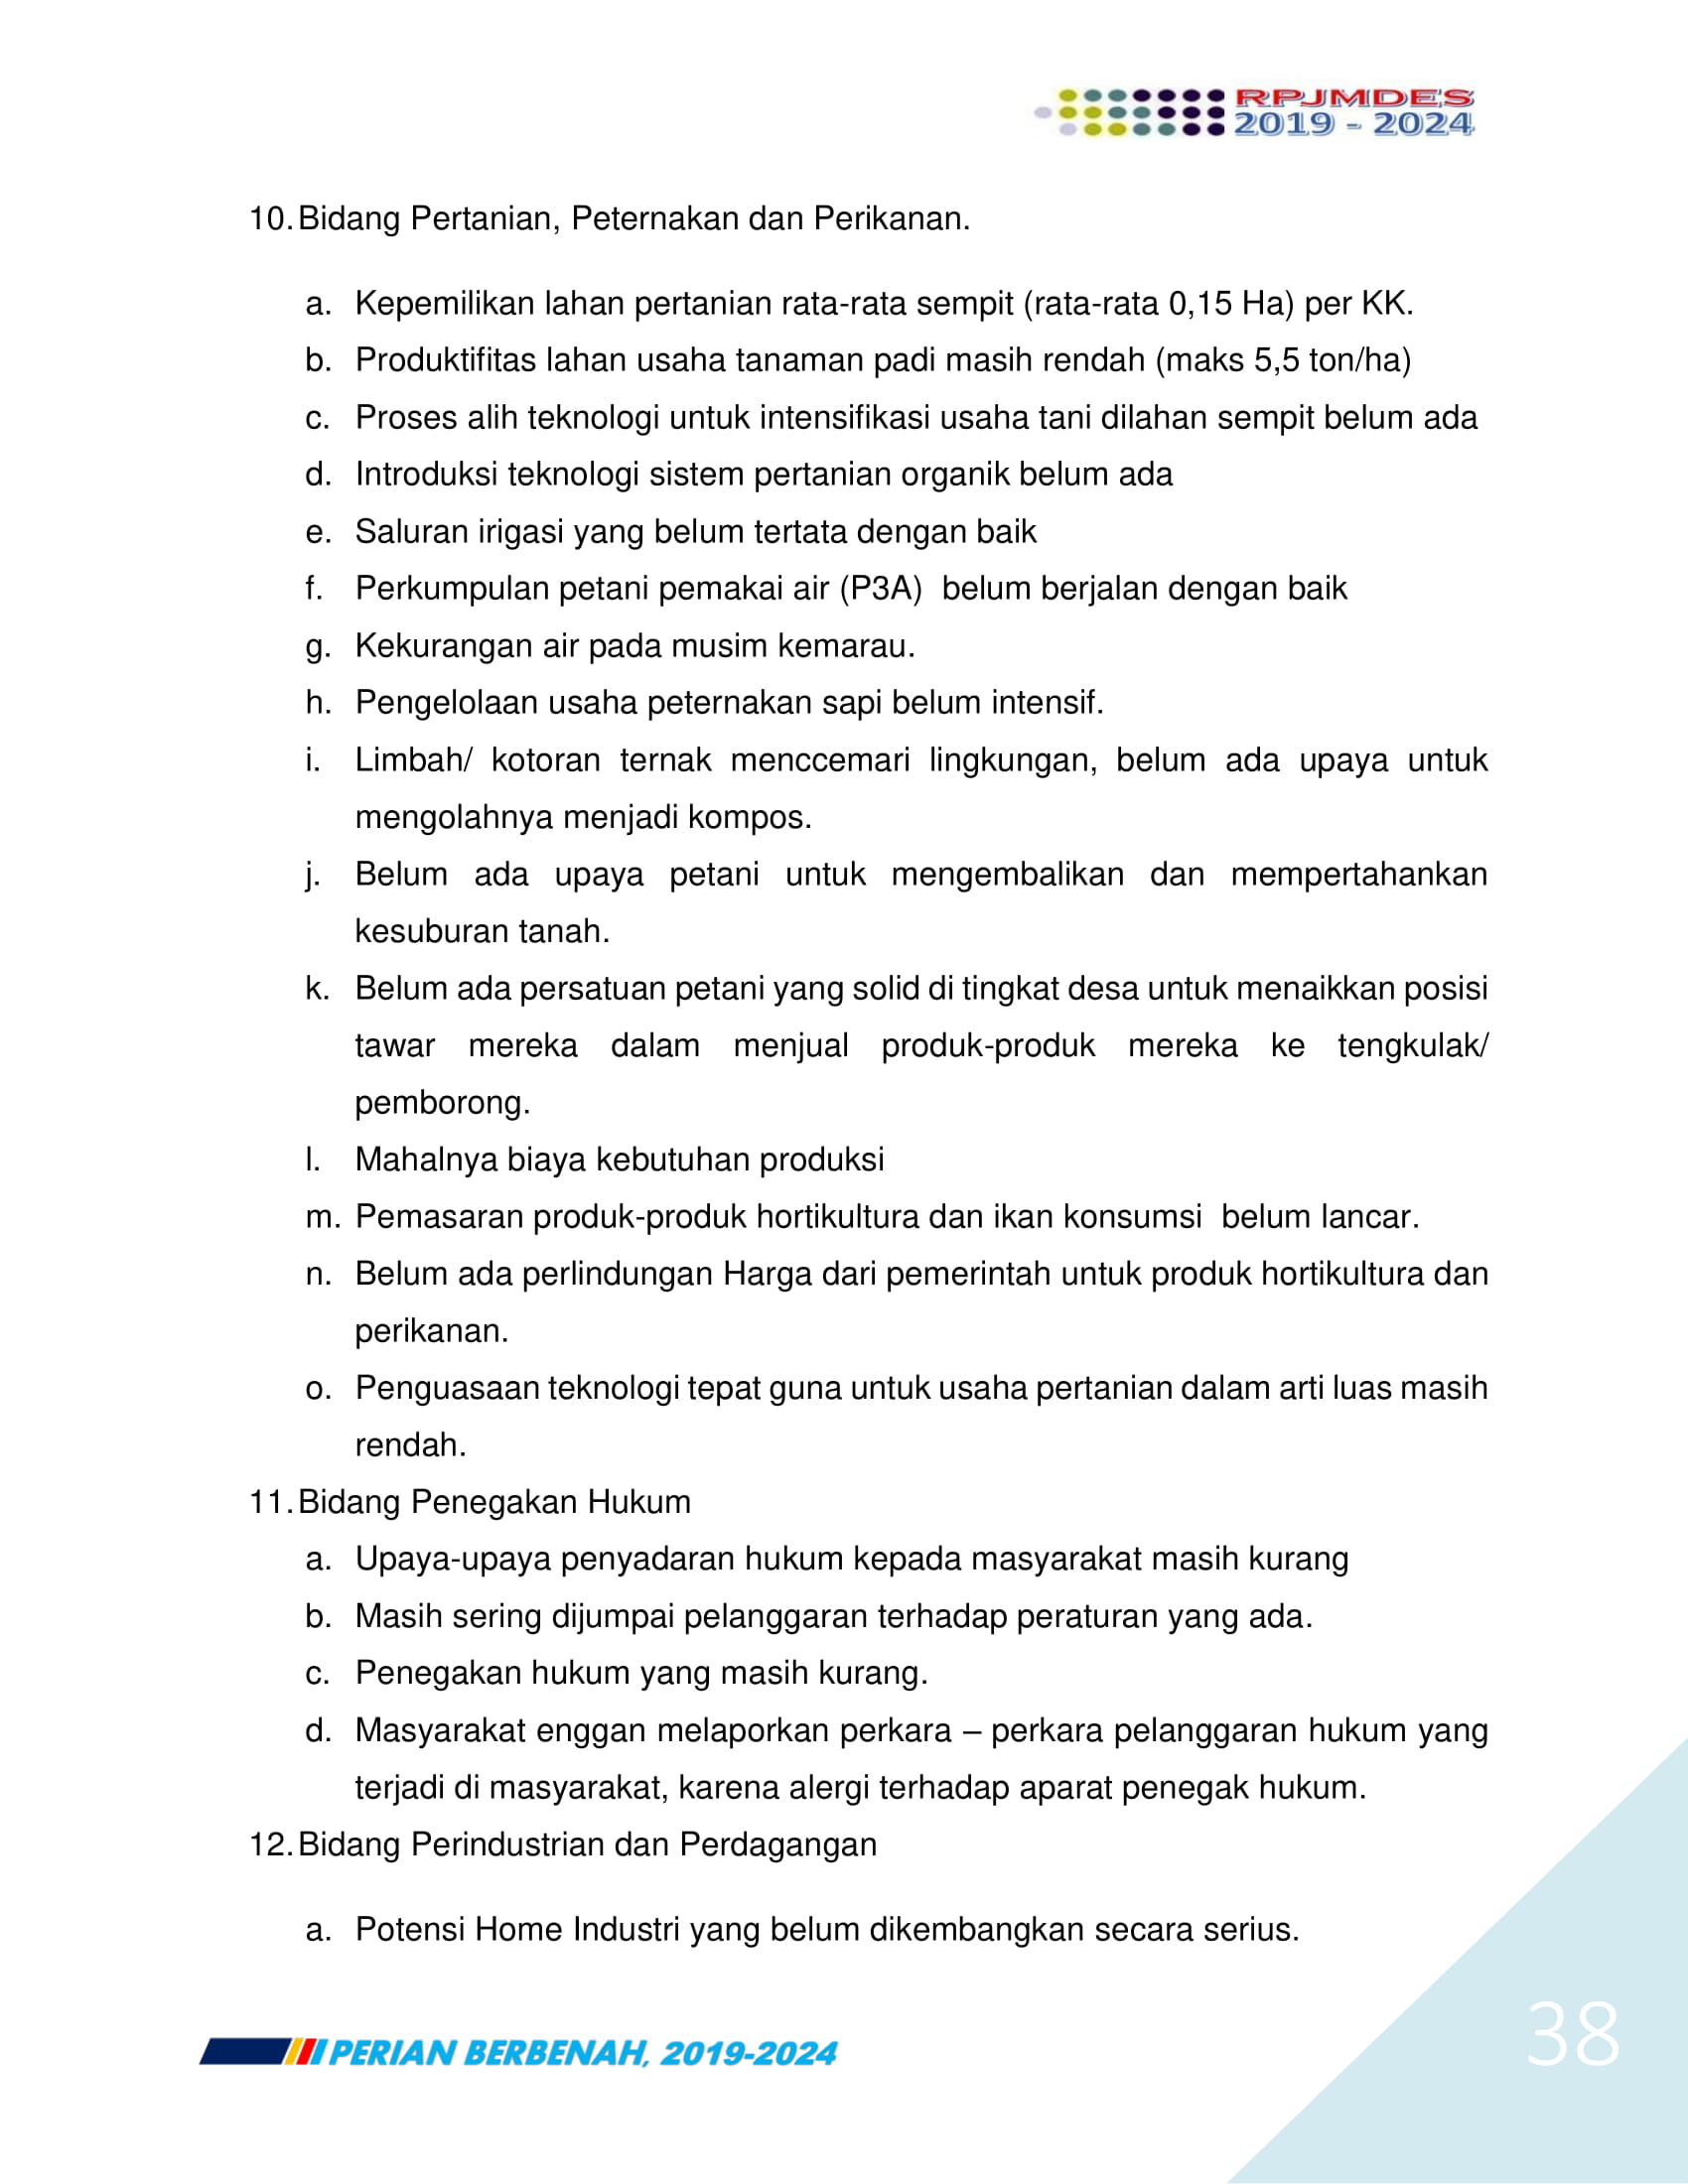 RPJMDES
2019 - 2024
10. Bidang Pertanian, Peternakan dan Perikanan.
a. Kepemilikan lahan pertanian rata-rata sempit (rata-rata 0,15 Ha) per KK.
b. Produktifitas lahan usaha tanaman padi masih rendah (maks 5,5 ton/ha)
c. Proses alih teknologi untuk intensifikasi usaha tani dilahan sempit belum ada
d. Introduksi teknologi sistem pertanian organik belum ada
e. Saluran irigasi yang belum tertata dengan baik
f. Perkumpulan petani pemakai air (P3A) belum berjalan dengan baik
g. Kekurangan air pada musim kemarau.
h. Pengelolaan usaha peternakan sapi belum intensif.
i. Limbah/ kotoran ternak menccemari lingkungan, belum ada upaya untuk
mengolahnya menjadi kompos.
j. Belum ada upaya petani untuk mengembalikan dan mempertahankan
kesuburan tanah.
k. Belum ada persatuan petani yang solid di tingkat desa untuk menaikkan posisi
tawar mereka dalam menjual produk-produk mereka ke tengkulak/
pemborong.
l. Mahalnya biaya kebutuhan produksi
m. Pemasaran produk-produk hortikultura dan ikan konsumsi belum lancar.
n. Belum ada perlindungan Harga dari pemerintah untuk produk hortikultura dan
perikanan.
o. Penguasaan teknologi tepat guna untuk usaha pertanian dalam arti luas masih
rendah.
11. Bidang Penegakan Hukum
a. Upaya-upaya penyadaran hukum kepada masyarakat masih kurang
b. Masih sering dijumpai pelanggaran terhadap peraturan yang ada.
c. Penegakan hukum yang masih kurang.
d. Masyarakat enggan melaporkan perkara – perkara pelanggaran hukum yang
terjadi di masyarakat, karena alergi terhadap aparat penegak hukum.
12. Bidang Perindustrian dan Perdagangan
a. Potensi Home Industri yang belum dikembangkan secara serius.
PERIAN BERBENAH, 2019-2024
38